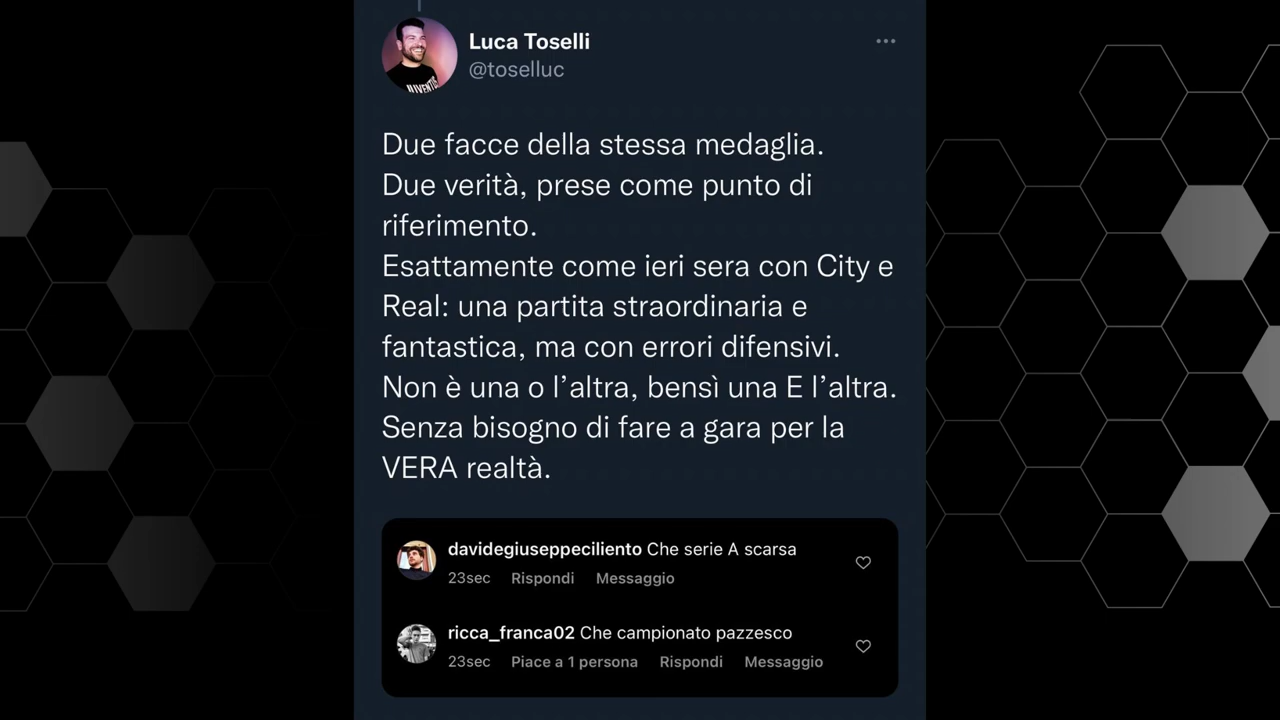 Luca Toselli
@toselluc
JUVENTUS
Due facce della stessa medaglia.
Due verità, prese come punto di
riferimento.
Esattamente come ieri sera con City e
Real: una partita straordinaria e
fantastica, ma con errori difensivi.
Non è una o l’altra, bensì una E l’altra.
Senza bisogno di fare a gara per la
VERA realtà.
davidegiuseppeciliento Che serie A scarsa
23sec Rispondi Messaggio
ricca_franca02 Che campionato pazzesco
23sec Piace a 1 persona Rispondi Messaggio